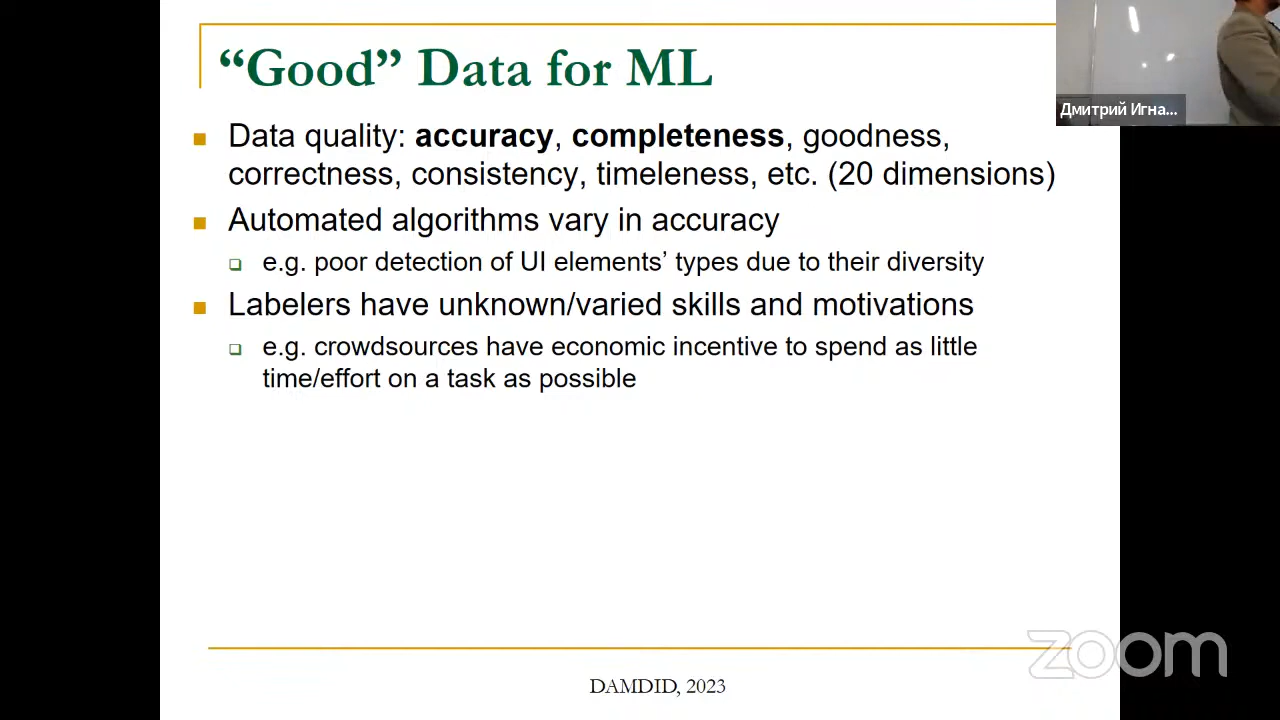 “Good” Data for ML
Дмитрий Игна...
Data quality: accuracy, completeness, goodness,
correctness, consistency, timeleness, etc. (20 dimensions)
Automated algorithms vary in accuracy
e.g. poor detection of UI elements’ types due to their diversity
Labelers have unknown/varied skills and motivations
e.g. crowdsources have economic incentive to spend as little
time/effort on a task as possible
zoom
DAMDID, 2023